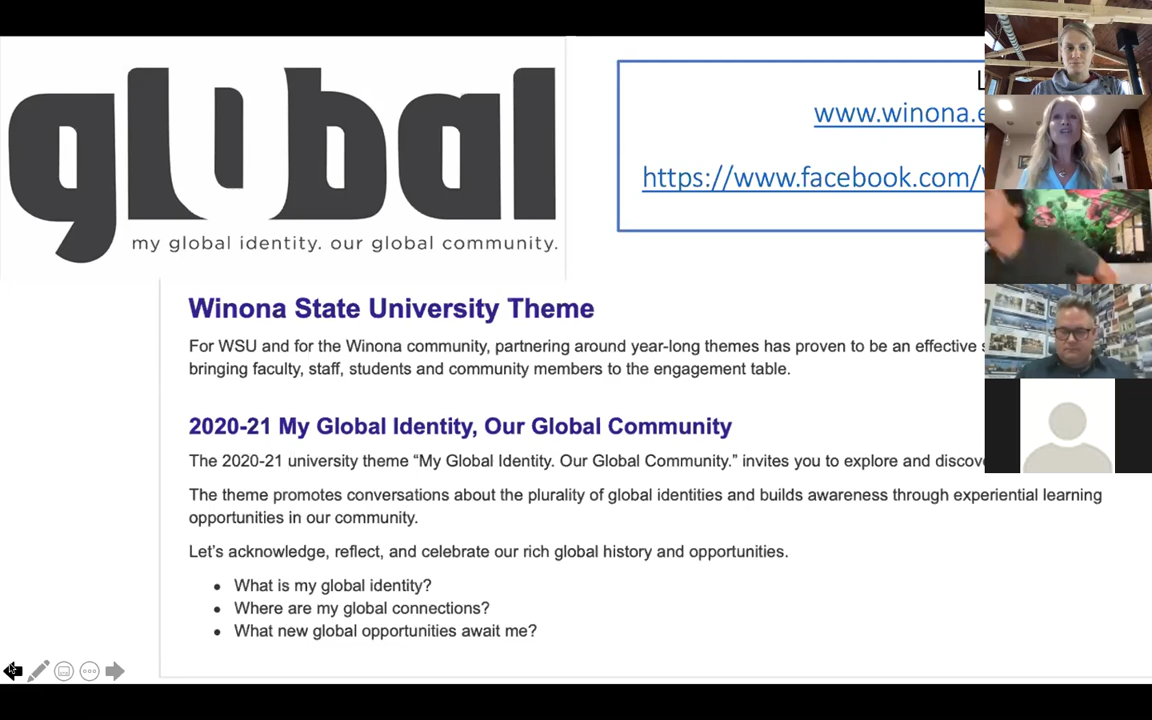 global
my global identity. our global community.
www.winona.e
https://www.facebook.com/
Winona State University Theme
For WSU and for the Winona community, partnering around year-long themes has proven to be an effective
bringing faculty, staff, students and community members to the engagement table.
2020-21 My Global Identity, Our Global Community
The 2020-21 university theme “My Global Identity. Our Global Community.” invites you to explore and discov
The theme promotes conversations about the plurality of global identities and builds awareness through experiential learning
opportunities in our community.
Let’s acknowledge, reflect, and celebrate our rich global history and opportunities.
• What is my global identity?
• Where are my global connections?
• What new global opportunities await me?